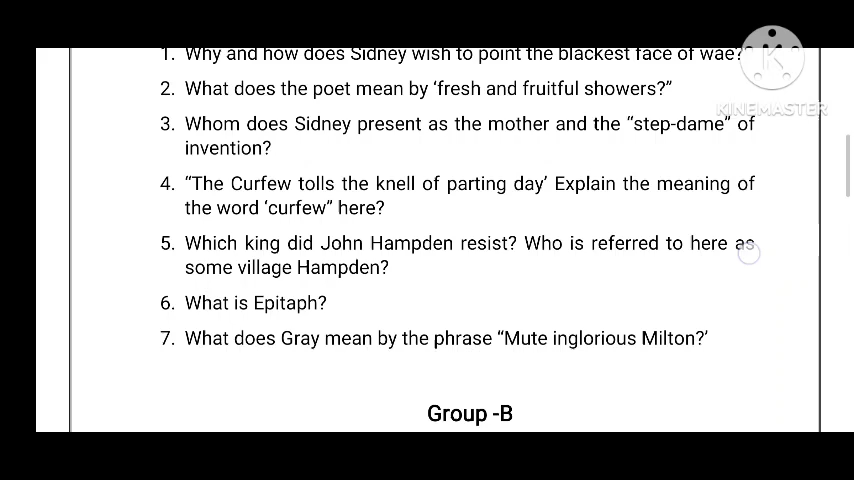 1. Why and how does Sidney wish to point the blackest face of wae?"
KINEMASTER
2. What does the poet mean by ‘fresh and fruitful showers?”
3. Whom does Sidney present as the mother and the “step-dame” of
invention?
4. “The Curfew tolls the knell of parting day’ Explain the meaning of
the word ‘curfew” here?
5. Which king did John Hampden resist? Who is referred to here as
some village Hampden?
6. What is Epitaph?
7. What does Gray mean by the phrase “Mute inglorious Milton?’
Group -B